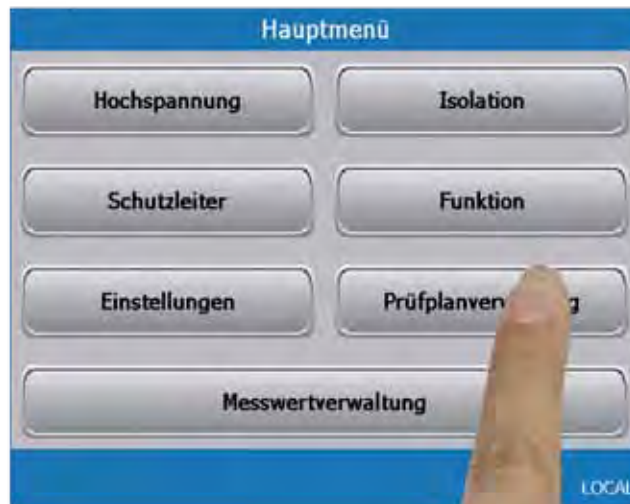 Hauptmenü
Hochspannung
Isolation
Schutzleiter
Funktion
Einstellungen
Messwertverwaltung
LOCAL